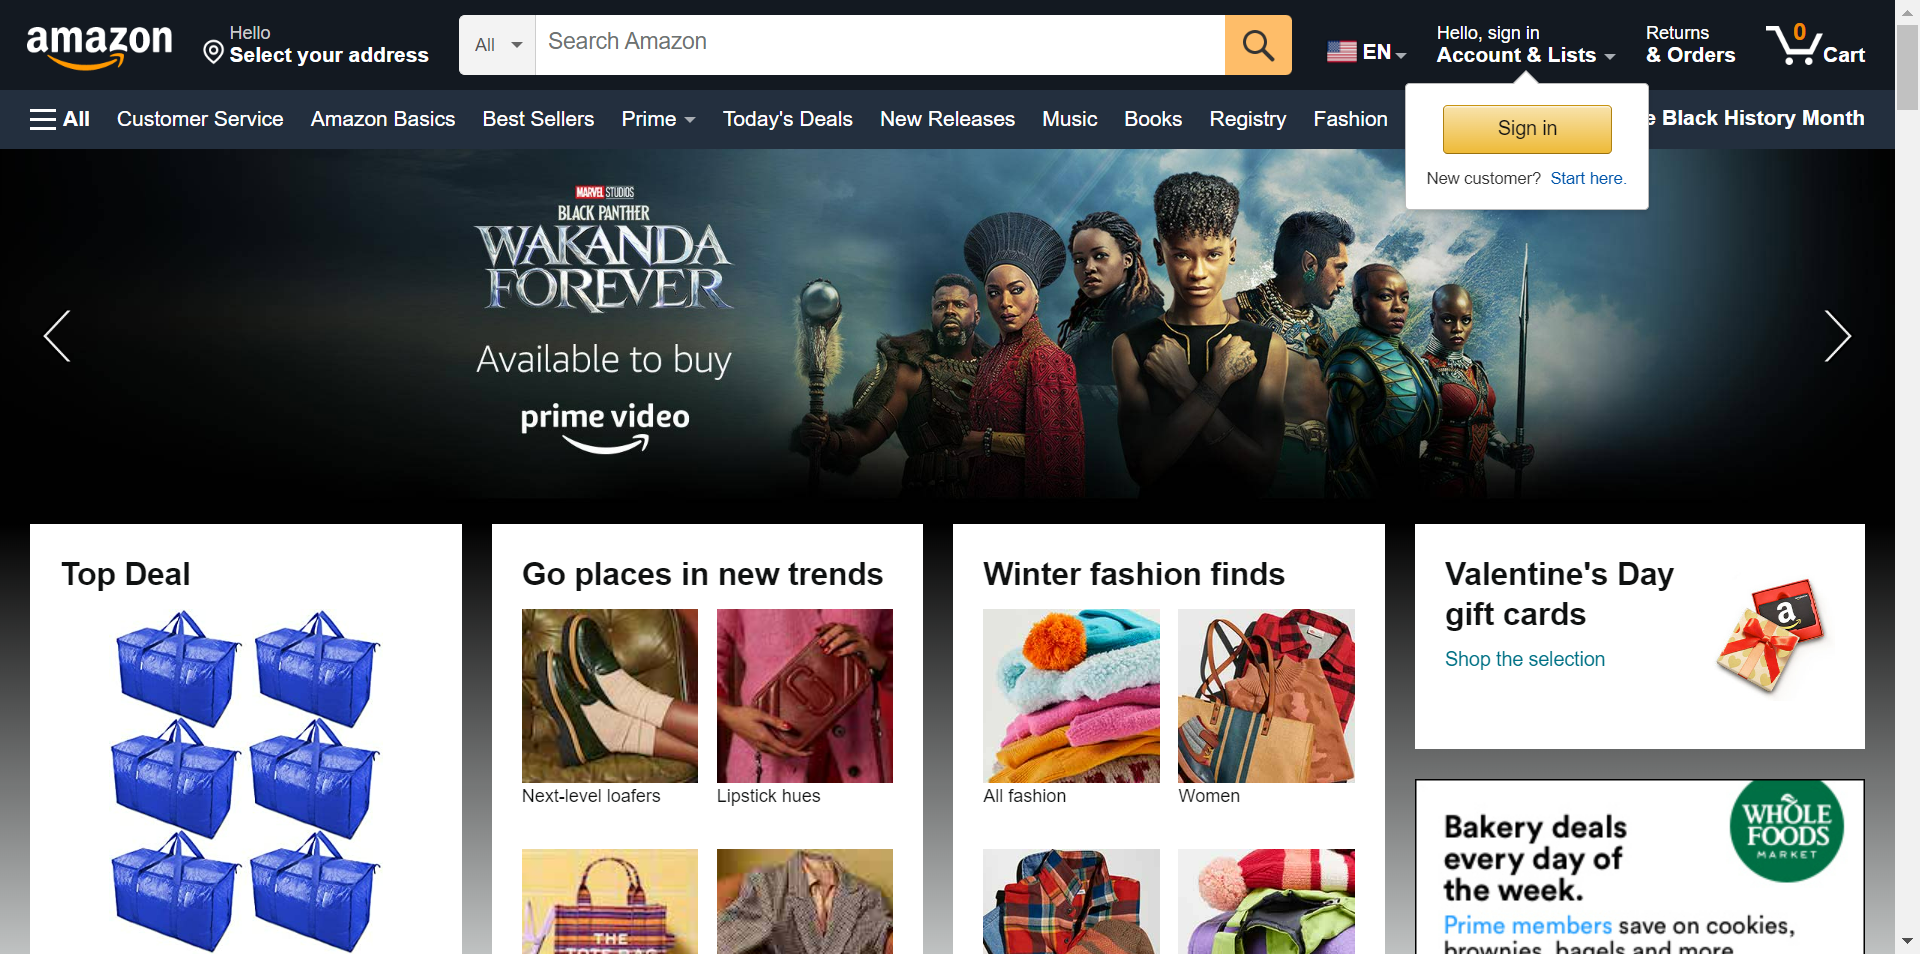 amazon
Hello
Select your address
All
Search Amazon
EN
Hello, sign in
Account & Lists
Returns
& Orders
0
Cart
All
Customer Service
Amazon Basics
Best Sellers
Prime
Today's Deals
New Releases
Music
Books
Registry
Fashion
e Black History Month
Sign in
New customer? Start here.
MARVEL STUDIOS
BLACK PANTHER
WAKANDA
FOREVER
Available to buy
prime video
Top Deal
Go places in new trends
Next-level loafers
Lipstick hues
THE
TOTE BAG
Winter fashion finds
All fashion
Women
Valentine's Day
gift cards
Shop the selection
a
WHOLE
FOODS
MARKET
Bakery deals
every day of
the week.
Prime members save on cookies,
brownies, bagels and more